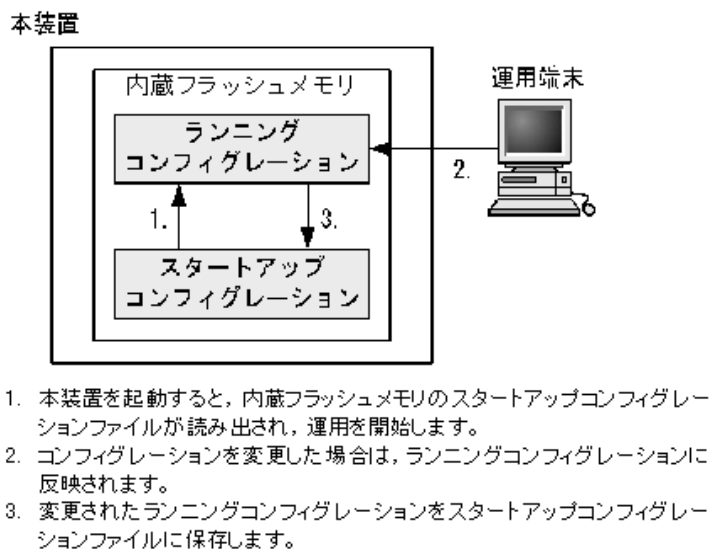 本装置
内蔵フラッシュメモリ
運用端末
ランニング
コンフィグレーション
2.
1.
3.
スタートアップ
コンフィグレーション
1. 本装置を起動すると，内蔵フラッシュメモリのスタートアップコンフィグレー
ションファイルが読み出され，運用を開始します。
2. コンフィグレーションを変更した場合は，ランニングコンフィグレーションに
反映されます。
3. 変更されたランニングコンフィグレーションをスタートアップコンフィグレー
ションファイルに保存します。